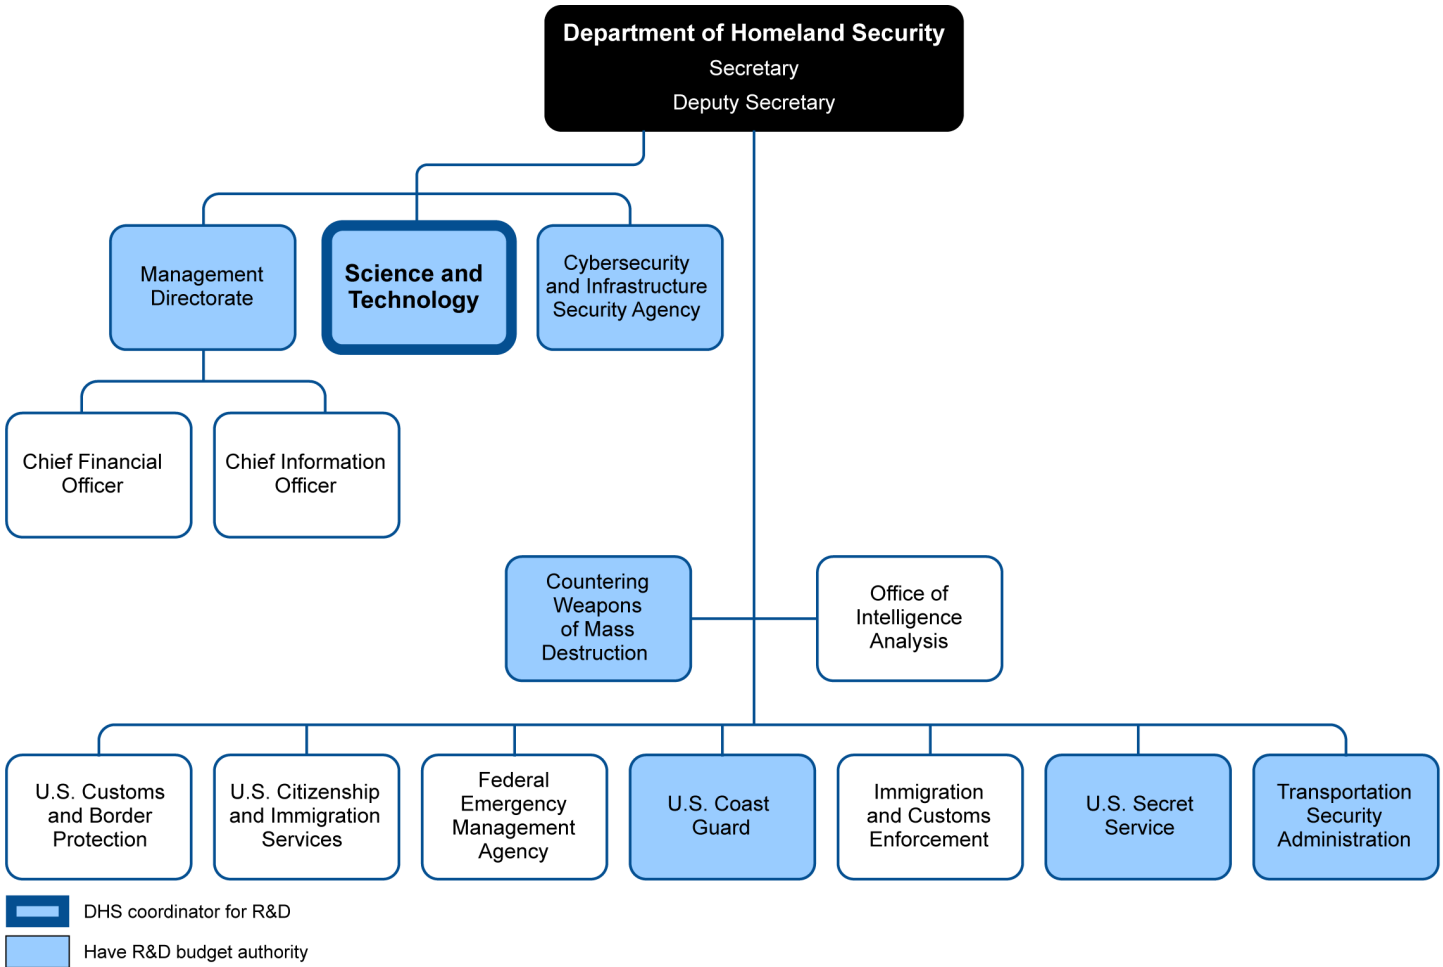 Department of Homeland Security
Secretary
Deputy Secretary
Management
Directorate
Science and
Technology
Cybersecurity
and Infrastructure
Security Agency
Chief Financial
Officer
Chief Information
Officer
Countering
Weapons
of Mass
Destruction
Office of
Intelligence
Analysis
U.S. Customs
and Border
Protection
U.S. Citizenship
and Immigration
Services
Federal
Emergency
Management
Agency
U.S. Coast
Guard
Immigration
and Customs
Enforcement
U.S. Secret
Service
Transportation
Security
Administration
DHS coordinator for R&D
Have R&D budget authority